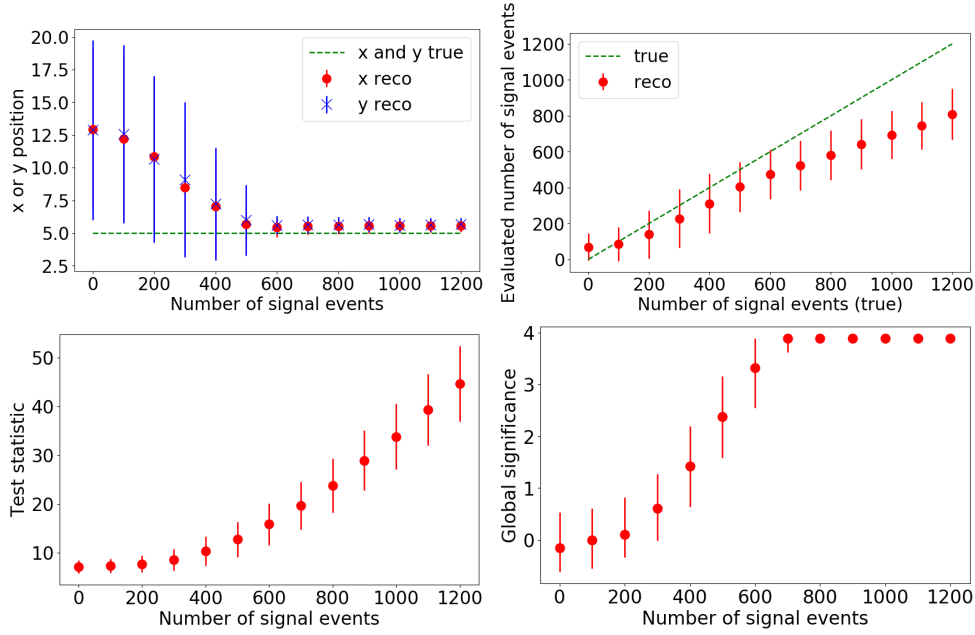 20.0
17.5
15.0
12.5
10.0
7.5
5.0
2.5
x or y position
x and y true
x reco
y reco
0 200 400 600 800 1000 1200
Number of signal events
1200
1000
800
600
400
200
0
Evaluated number of signal events
true
reco
0 200 400 600 800 1000 1200
Number of signal events (true)
50
40
30
20
10
Test statistic
0 200 400 600 800 1000 1200
Number of signal events
4
3
2
1
0
Global significance
0 200 400 600 800 1000 1200
Number of signal events